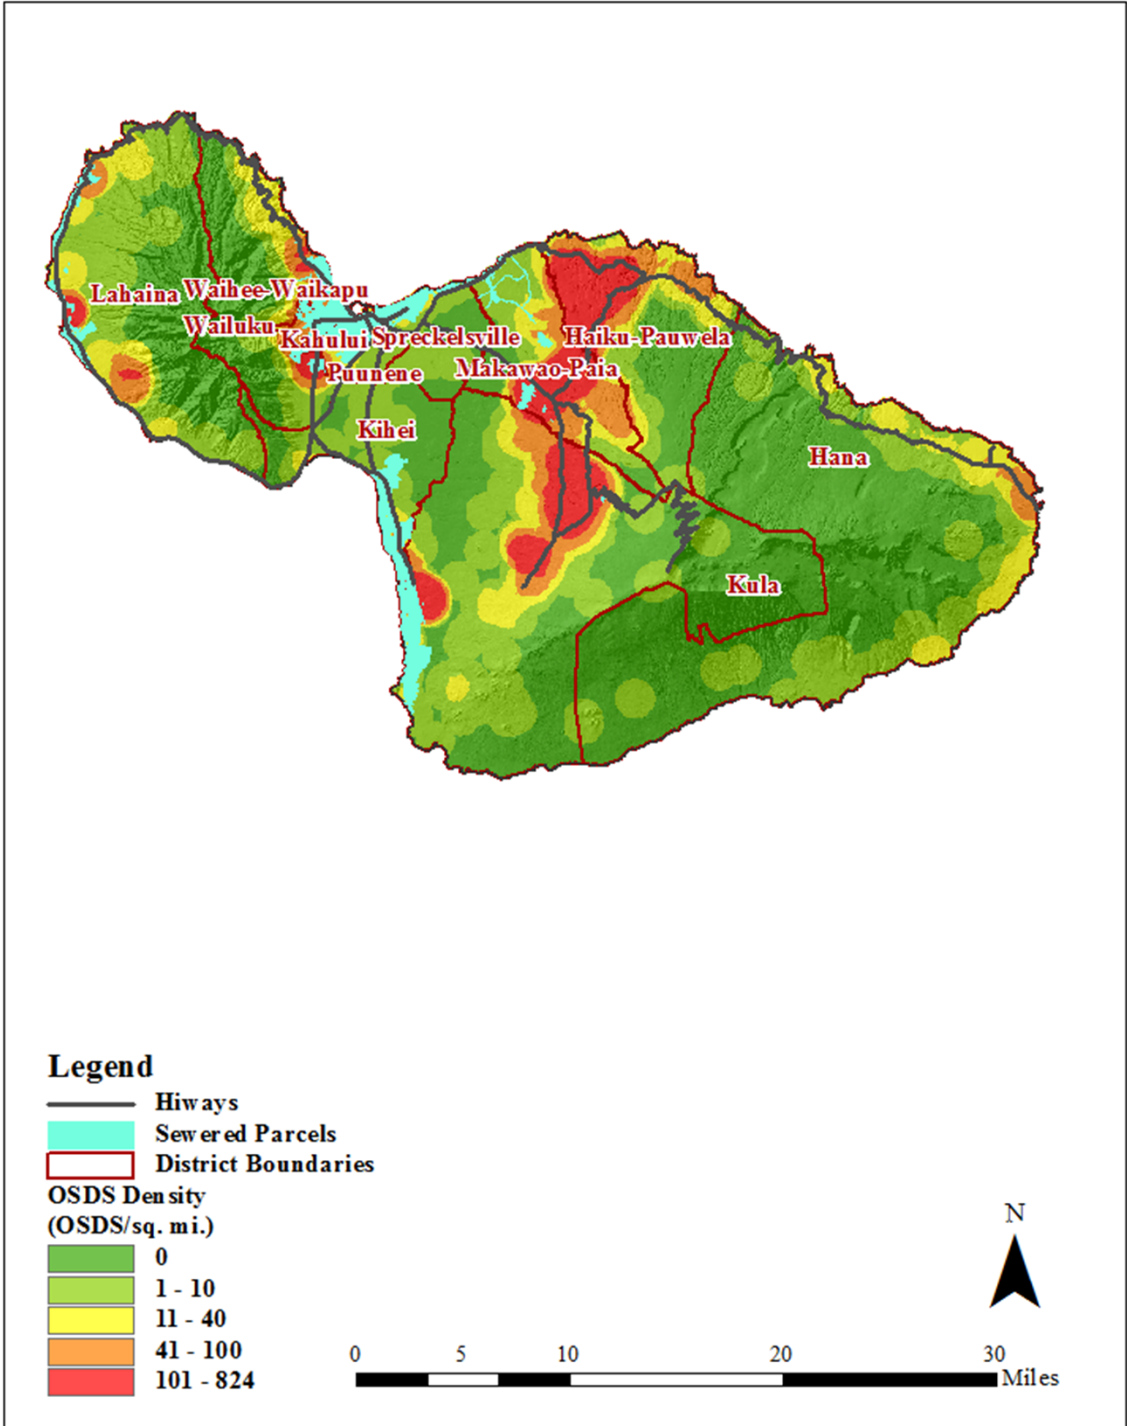 Lahaina
Waihee-Waikapu
Wailuku
Kahului
Spreckelsville
Haiku-Pauwela
Puunene
Makawao-Paia
Kihei
Hana
Kula
Legend
Hiways
Sewered Parcels
District Boundaries
OSDS Density
(OSDS/sq. mi.)
0
1 - 10
11 - 40
41 - 100
101 - 824
N
0 5 10 20 30
Miles